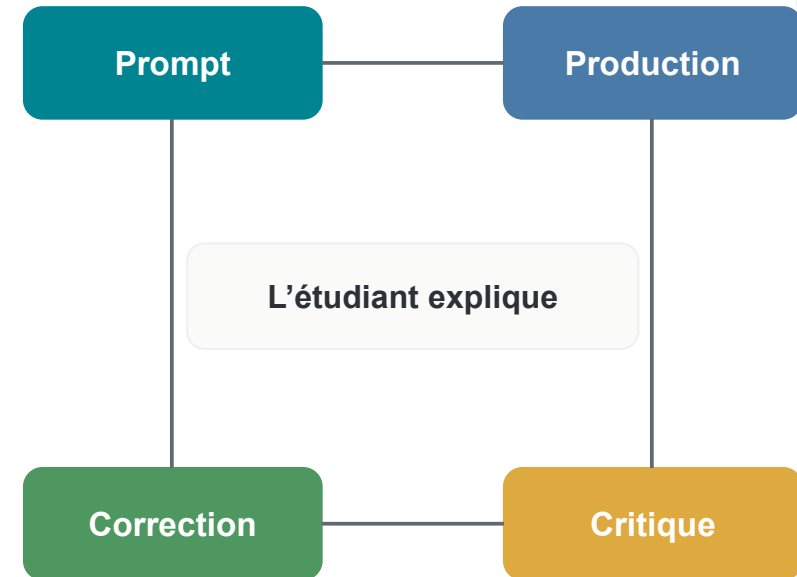 Prompt
Production
L’étudiant explique
Correction
Critique